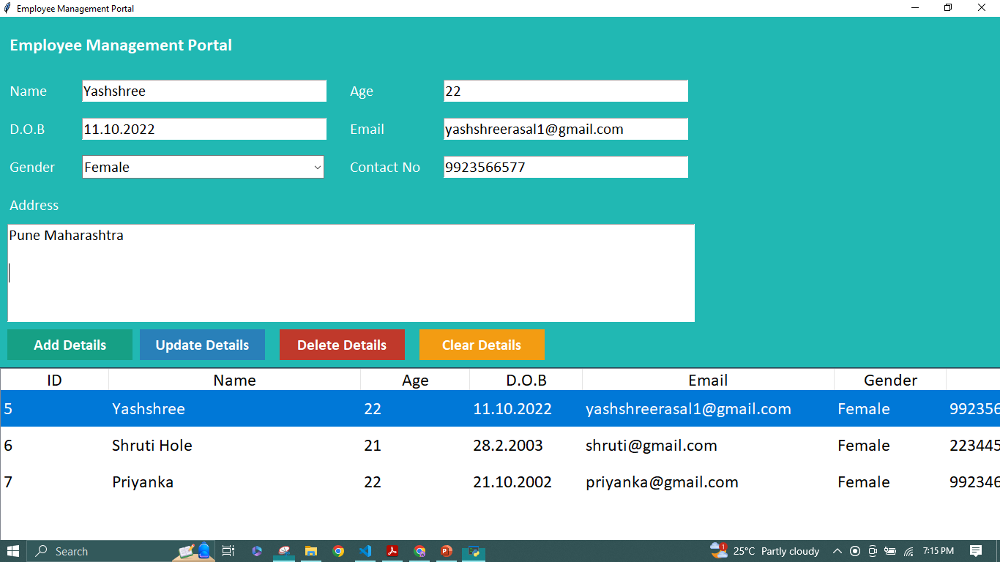 Employee Management Portal
Employee Management Portal
Name Yashshree Age 22
D.O.B 11.10.2022 Email yashshreerasal1@gmail.com
Gender Female Contact No 9923566577
Address
Pune Maharashtra
Add Details Update Details Delete Details Clear Details
ID Name Age D.O.B Email Gender
5 Yashshree 22 11.10.2022 yashshreerasal1@gmail.com Female 992356
6 Shruti Hole 21 28.2.2003 shruti@gmail.com Female 223445
7 Priyanka 22 21.10.2002 priyanka@gmail.com Female 992346
Search 1 25°C Partly cloudy 7:15 PM